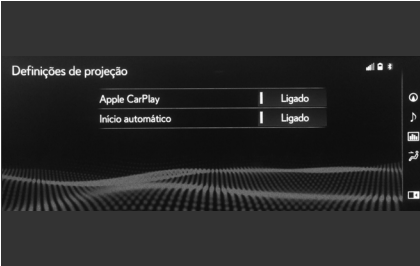 Definições de projeção
Apple CarPlay
Ligado
Início automático
Ligado